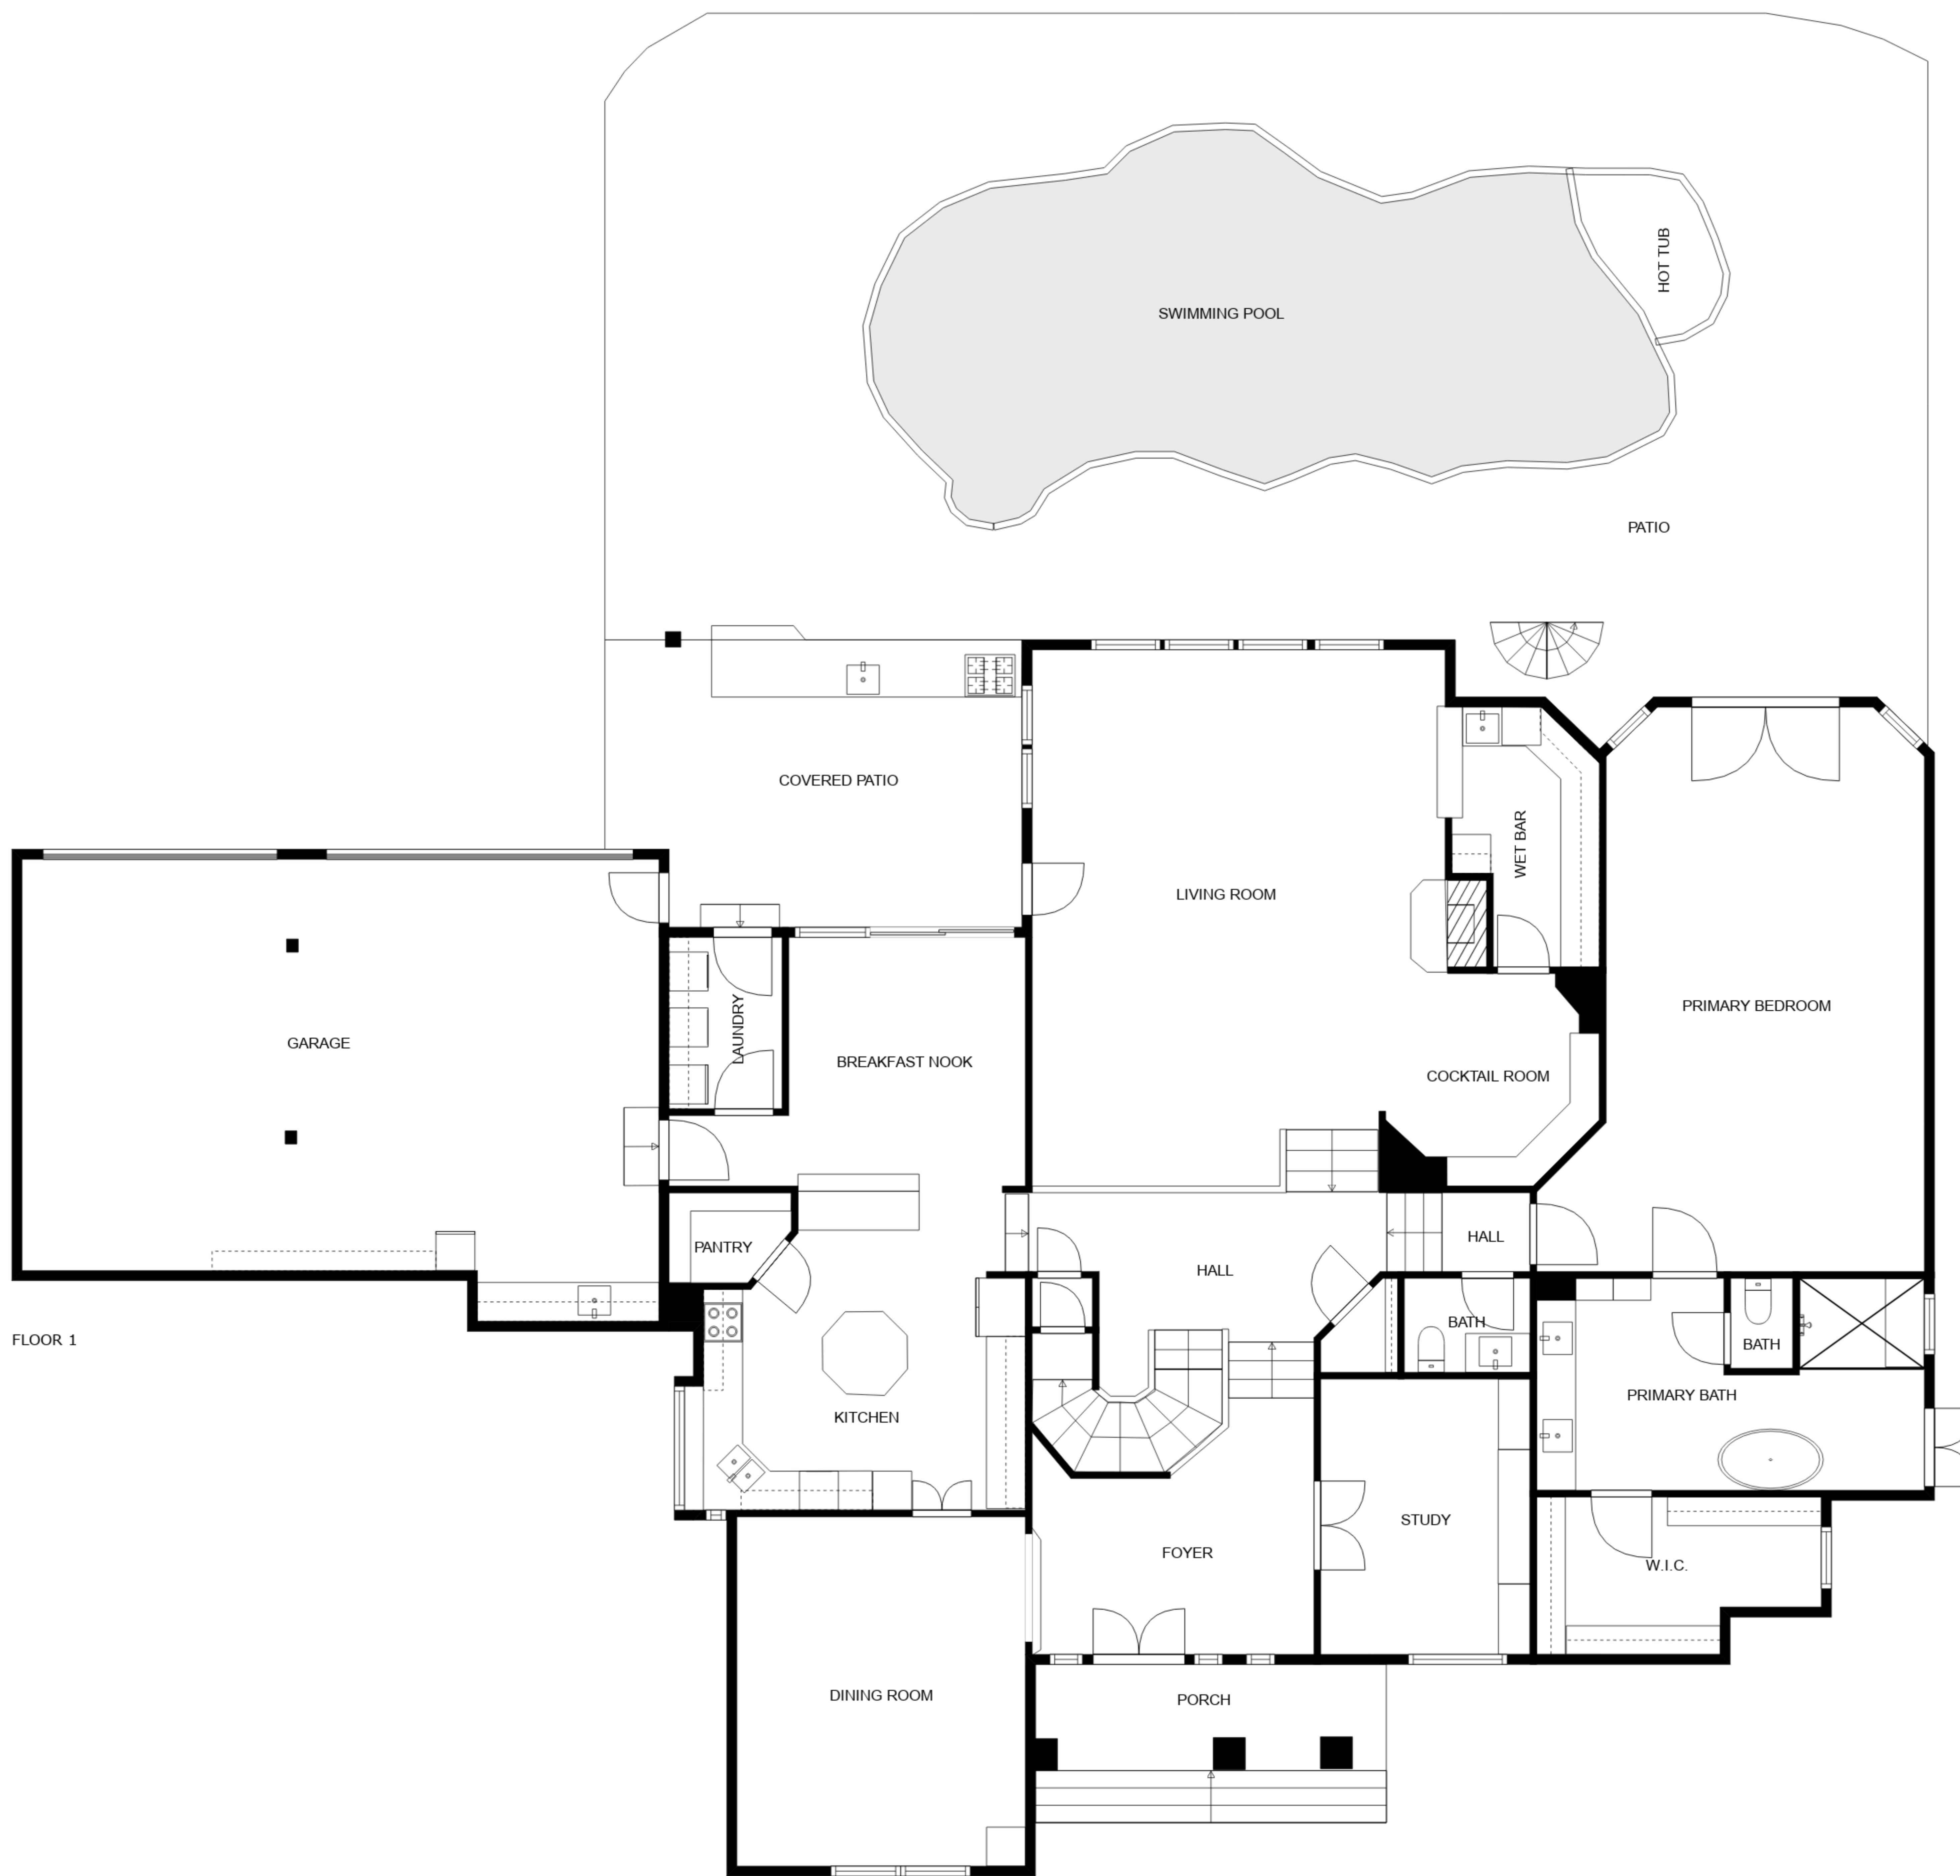 HOT TUB
SWIMMING POOL
PATIO
COVERED PATIO
WET BAR
LIVING ROOM
PRIMARY BEDROOM
LAUNDRY
GARAGE
BREAKFAST NOOK
COCKTAIL ROOM
HALL
PANTRY
HALL
BATH
FLOOR 1
BATH
PRIMARY BATH
KITCHEN
STUDY
FOYER
W.I.C.
DINING ROOM
PORCH